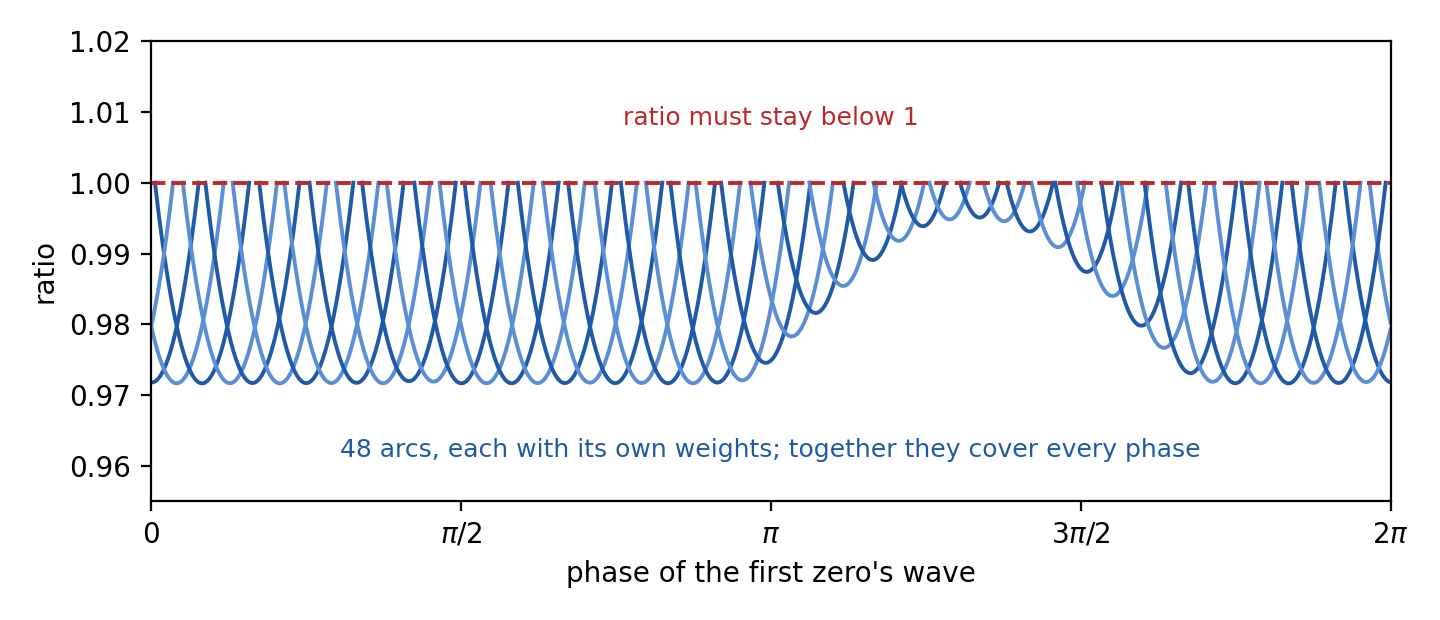 1.02
1.01
1.00
0.99
0.98
0.97
0.96
ratio
ratio must stay below 1
48 arcs, each with its own weights; together they cover every phase
0
π/2
π
3π/2
2π
phase of the first zero's wave